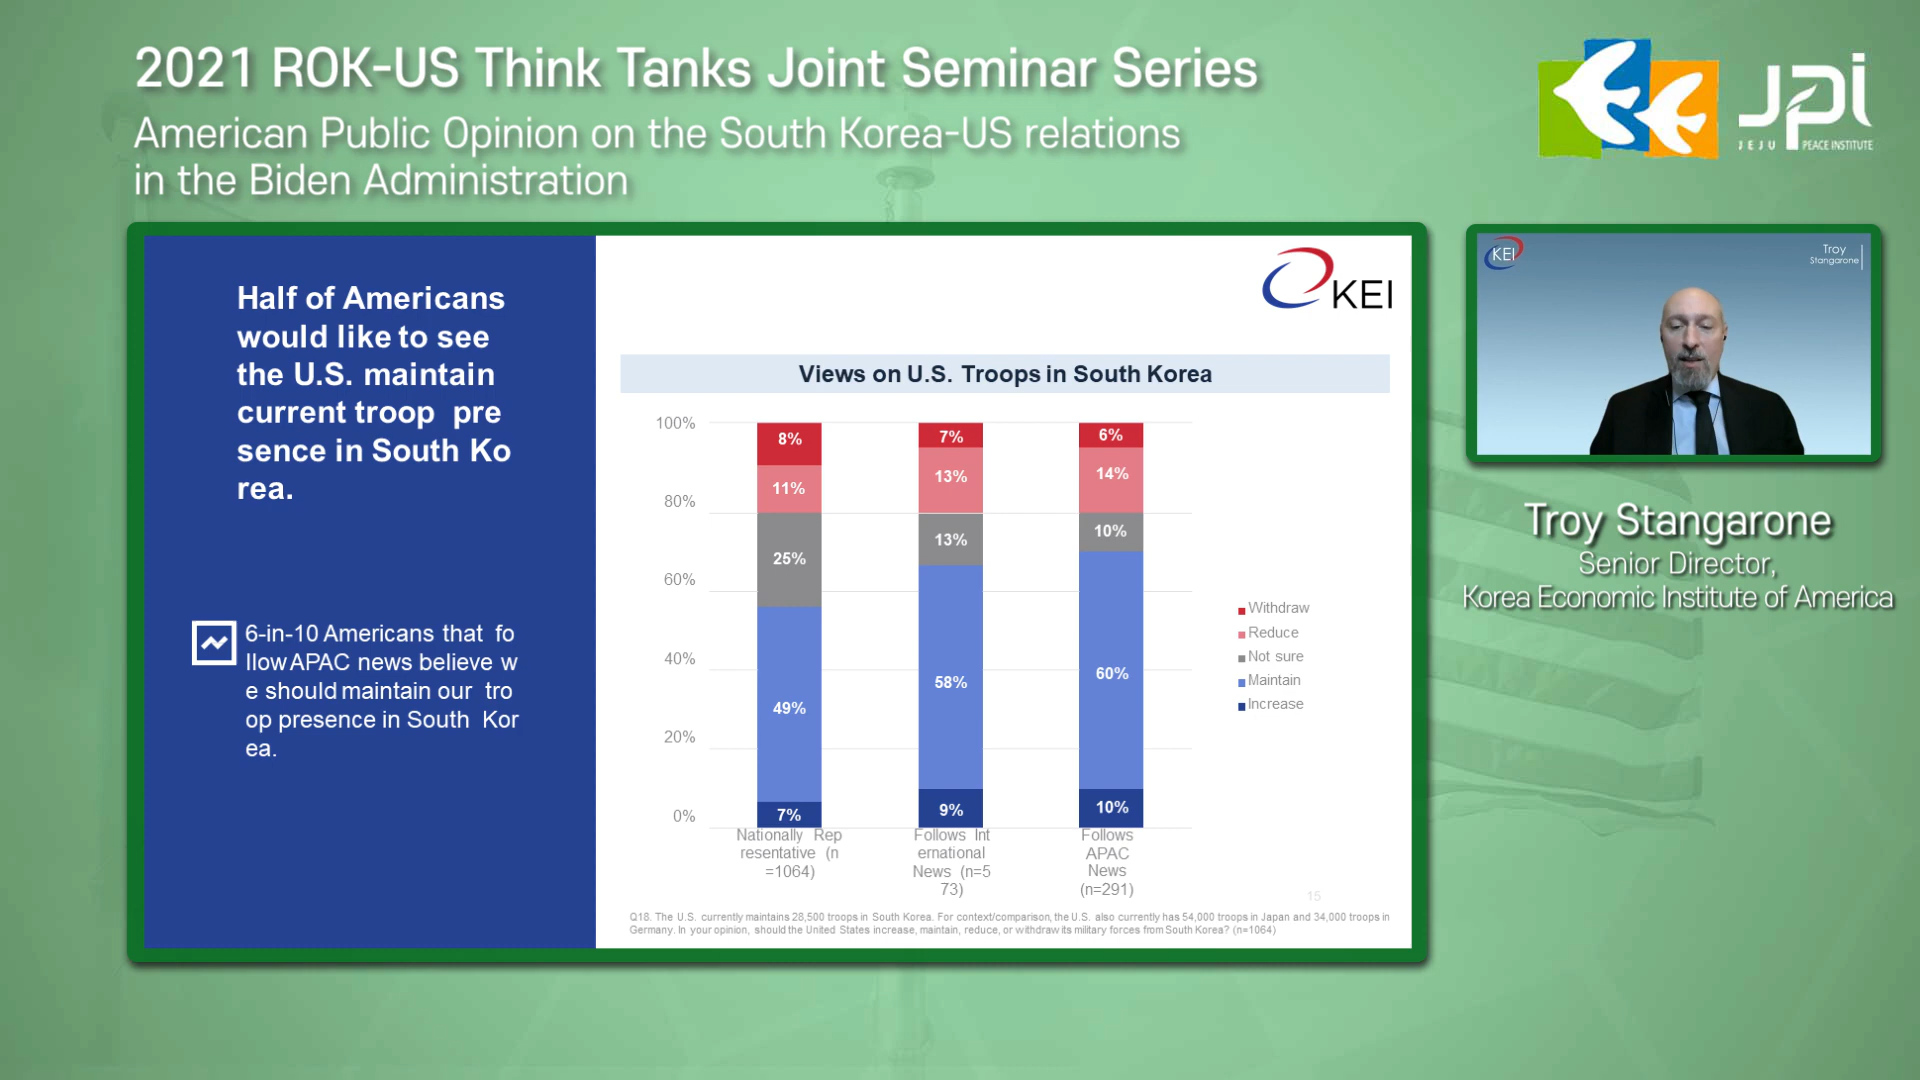 2021 ROK-US Think Tanks Joint Seminar Series
American Public Opinion on the South Korea-US relations
in the Biden Administration
JPI
JEJU PEACE INSTITUTE
Half of Americans
would like to see
the U.S. maintain
current troop pre
sence in South Ko
rea.
6-in-10 Americans that fo
llow APAC news believe w
e should maintain our tro
op presence in South Kor
ea.
KEI
Views on U.S. Troops in South Korea
100%
80%
60%
40%
20%
0%
8%
11%
25%
49%
7%
7%
13%
13%
58%
9%
6%
14%
10%
60%
10%
Nationally Rep
resentative (n
=1064)
Follows Int
ernational
News (n=5
73)
Follows
APAC
News
(n=291)
Withdraw
Reduce
Not sure
Maintain
Increase
15
Q18. The U.S. currently maintains 28,500 troops in South Korea. For context/comparison, the U.S. also currently has 54,000 troops in Japan and 34,000 troops in
Germany. In your opinion, should the United States increase, maintain, reduce, or withdraw its military forces from South Korea? (n=1064)
KEI
Troy
Stangarone
Troy Stangarone
Senior Director,
Korea Economic Institute of America